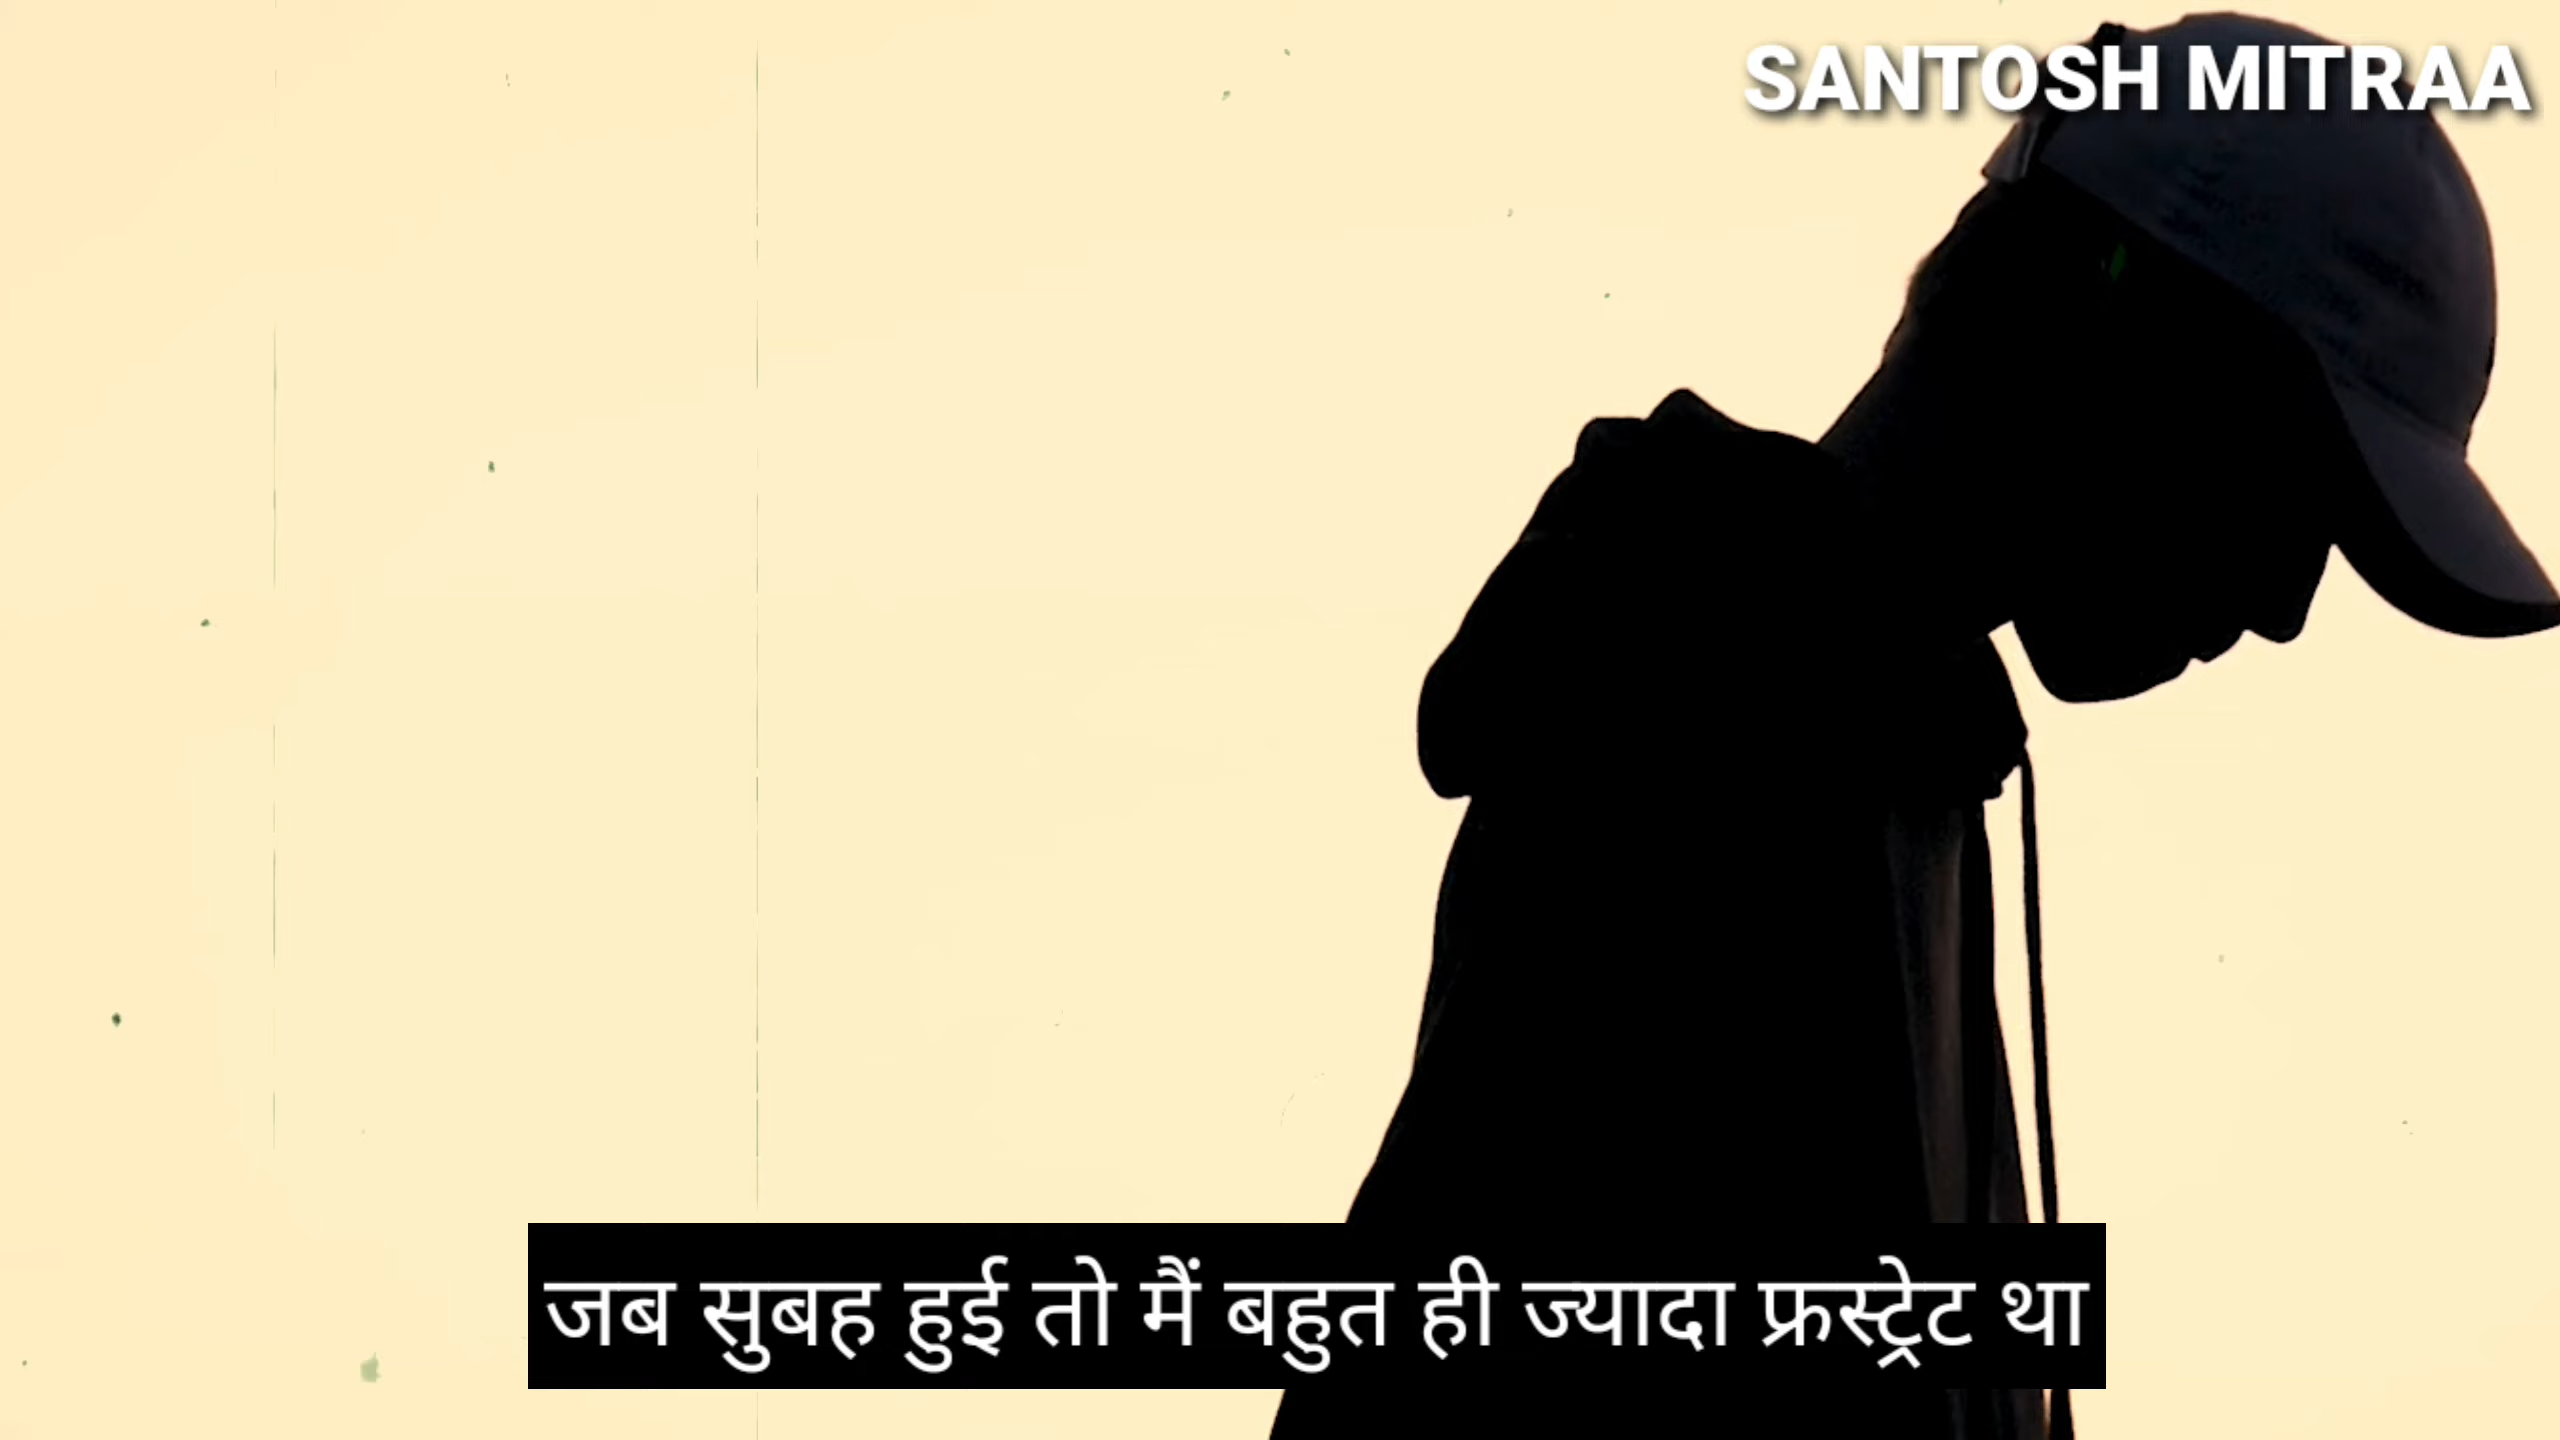 SANTOSH MITRAA
जब सुबह हुई तो मैं बहुत ही ज्यादा फ्रस्ट्रेट था